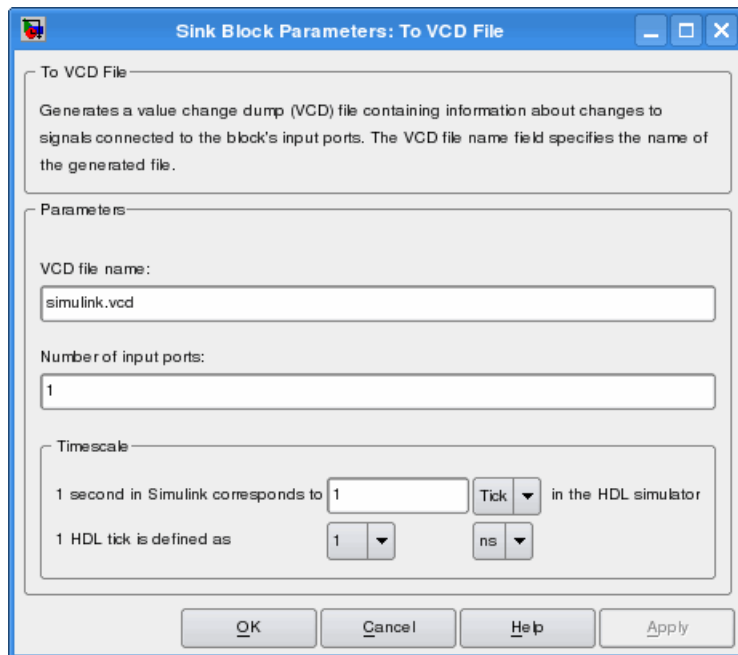 Sink Block Parameters: To VCD File
To VCD File
Generates a value change dump (VCD) file containing information about changes to
signals connected to the block's input ports. The VCD file name field specifies the name of
the generated file.
Parameters
VCD file name:
simulink.vcd
Number of input ports:
1
Timescale
1 second in Simulink corresponds to 1 Tick in the HDL simulator
1 HDL tick is defined as 1 ns
OK Cancel Help Apply